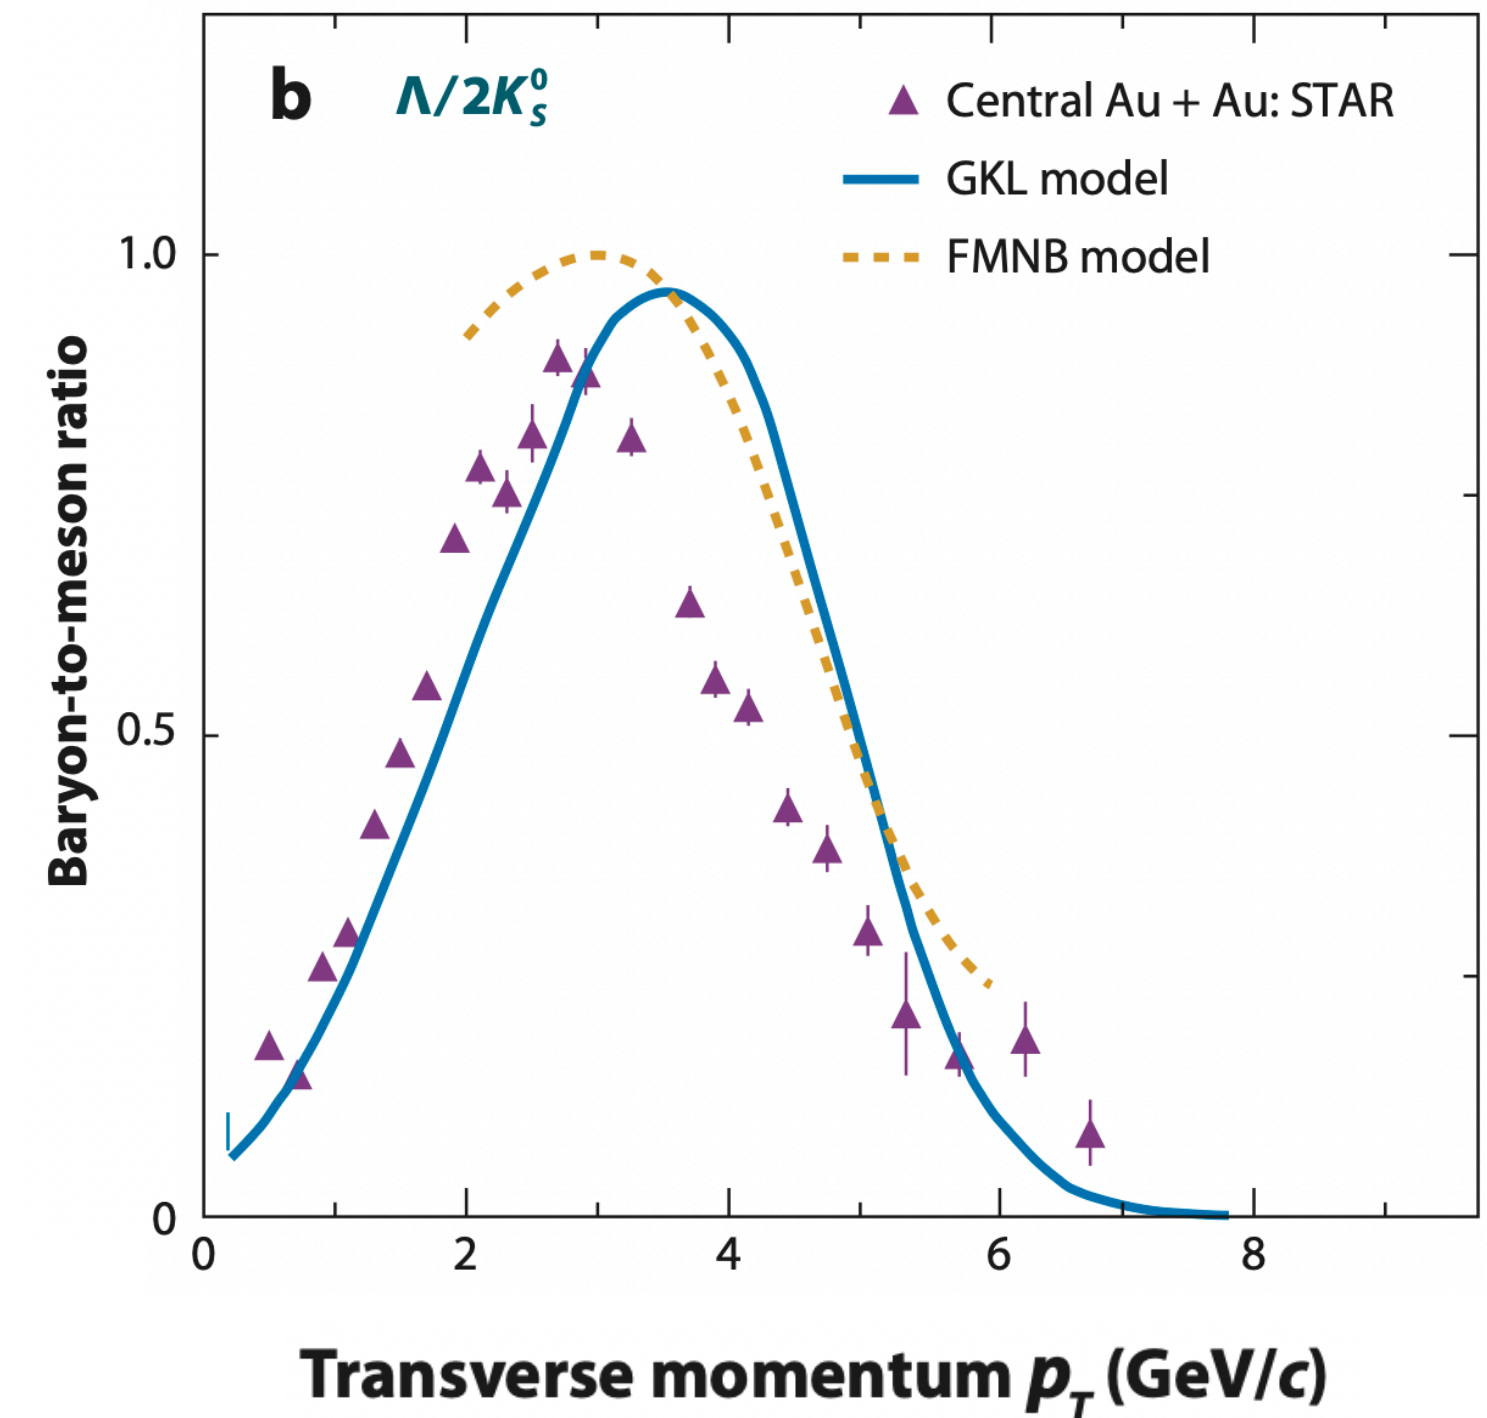 b Λ/2K⁰ₛ
Central Au + Au: STAR
GKL model
FMNB model
Baryon-to-meson ratio
1.0
0.5
0
0 2 4 6 8
Transverse momentum p_T (GeV/c)